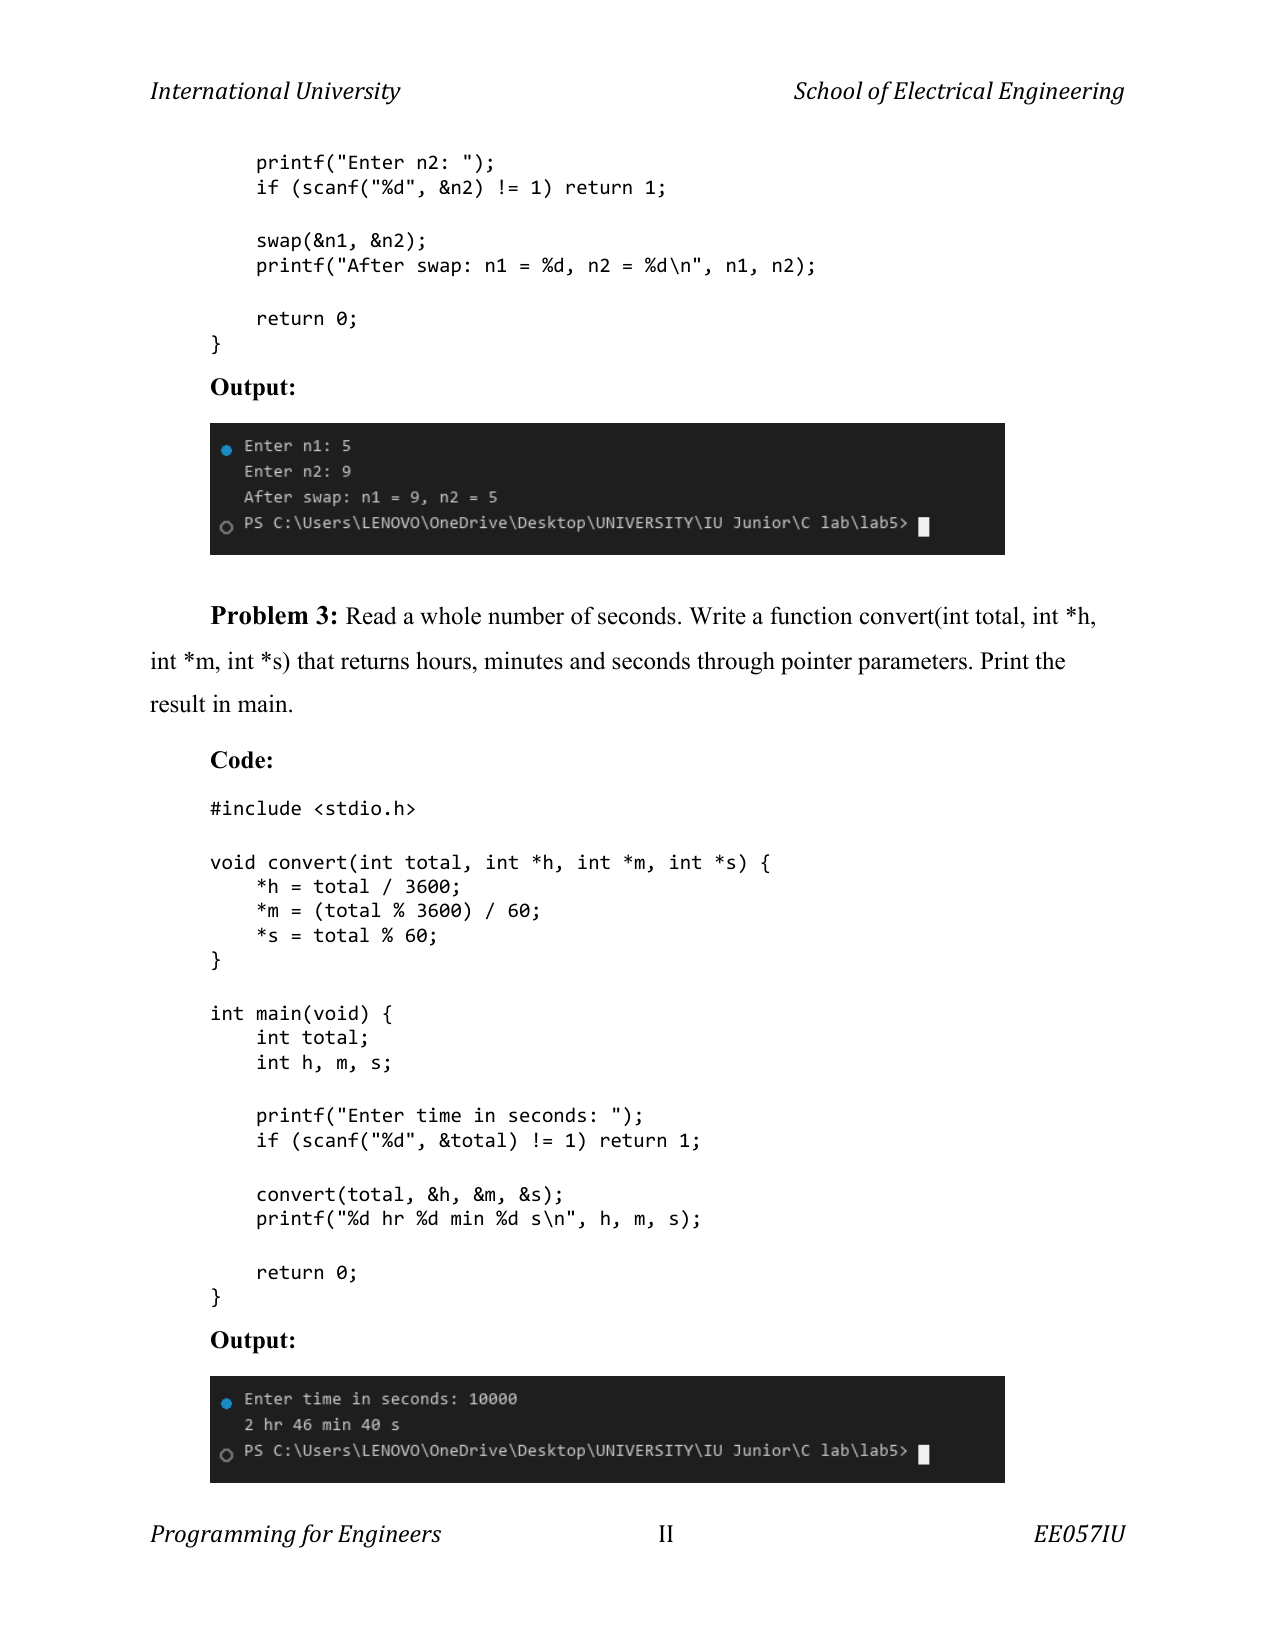 International University School of Electrical Engineering
printf("Enter n2: ");
if (scanf("%d", &n2) != 1) return 1;
swap(&n1, &n2);
printf("After swap: n1 = %d, n2 = %d\n", n1, n2);
return 0;
}
Output:
Enter n1: 5
Enter n2: 9
After swap: n1 = 9, n2 = 5
PS C:\Users\LENOVO\OneDrive\Desktop\UNIVERSITY\IU Junior\C lab\lab5>
Problem 3: Read a whole number of seconds. Write a function convert(int total, int *h,
int *m, int *s) that returns hours, minutes and seconds through pointer parameters. Print the
result in main.
Code:
#include <stdio.h>
void convert(int total, int *h, int *m, int *s) {
*h = total / 3600;
*m = (total % 3600) / 60;
*s = total % 60;
}
int main(void) {
int total;
int h, m, s;
printf("Enter time in seconds: ");
if (scanf("%d", &total) != 1) return 1;
convert(total, &h, &m, &s);
printf("%d hr %d min %d s\n", h, m, s);
return 0;
}
Output:
Enter time in seconds: 10000
2 hr 46 min 40 s
PS C:\Users\LENOVO\OneDrive\Desktop\UNIVERSITY\IU Junior\C lab\lab5>
Programming for Engineers II EE057IU